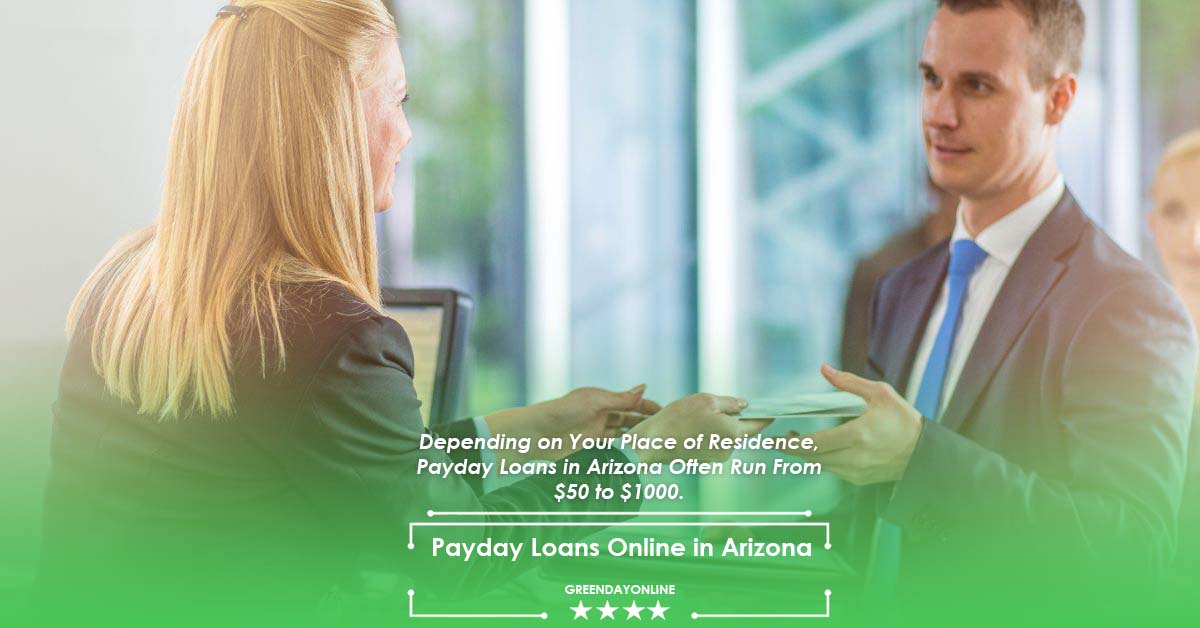 Depending on Your Place of Residence,
Payday Loans in Arizona Often Run From
$50 to $1000.
Payday Loans Online in Arizona
GREENDAYONLINE